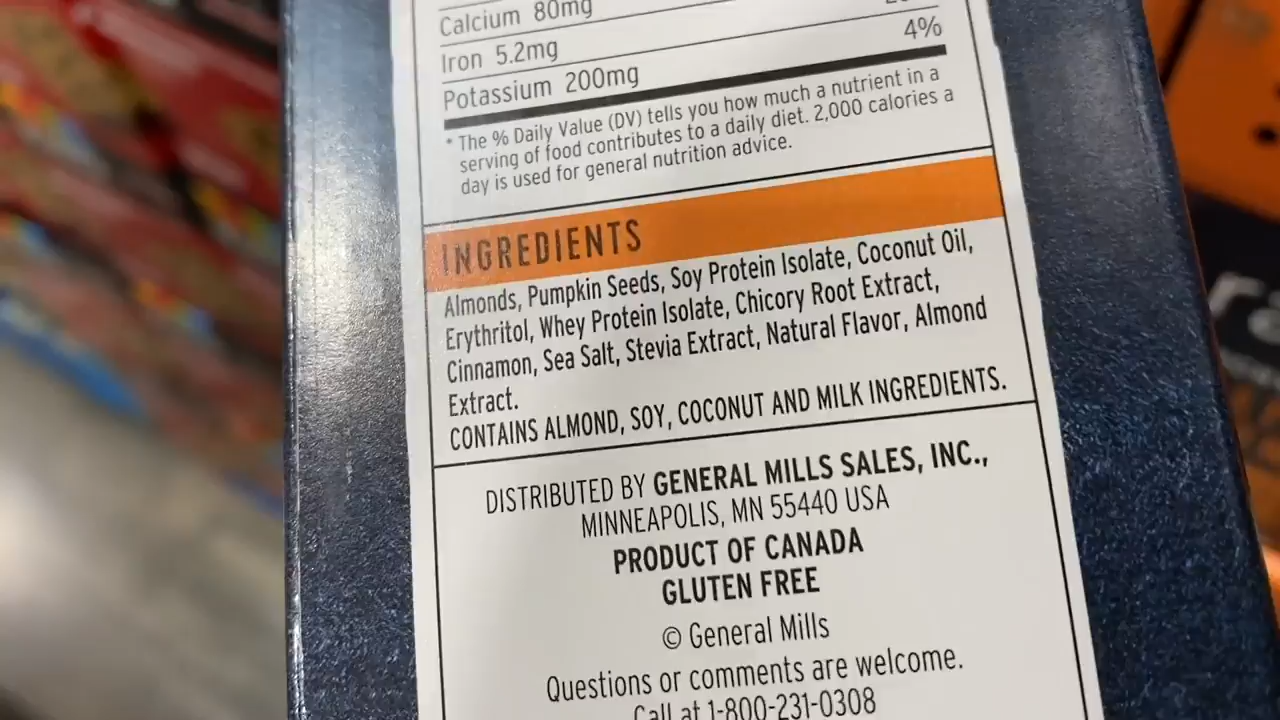 Calcium 80mg
Iron 5.2mg
Potassium 200mg 4%
* The % Daily Value (DV) tells you how much a nutrient in a
serving of food contributes to a daily diet. 2,000 calories a
day is used for general nutrition advice.
INGREDIENTS
Almonds, Pumpkin Seeds, Soy Protein Isolate, Coconut Oil,
Erythritol, Whey Protein Isolate, Chicory Root Extract,
Cinnamon, Sea Salt, Stevia Extract, Natural Flavor, Almond
Extract.
CONTAINS ALMOND, SOY, COCONUT AND MILK INGREDIENTS.
DISTRIBUTED BY GENERAL MILLS SALES, INC.,
MINNEAPOLIS, MN 55440 USA
PRODUCT OF CANADA
GLUTEN FREE
© General Mills
Questions or comments are welcome.
Call at 1-800-231-0308